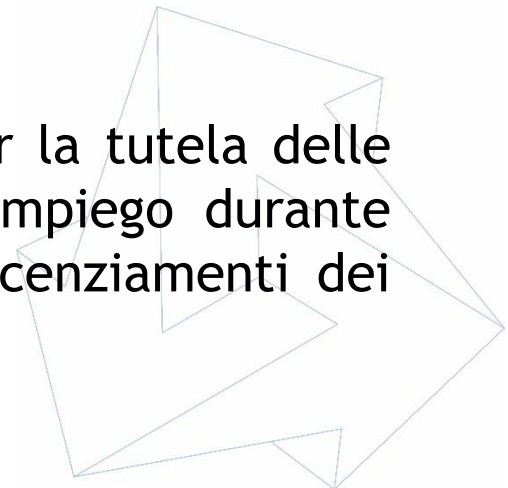 r la tutela delle
mpiego durante
cenziamenti dei